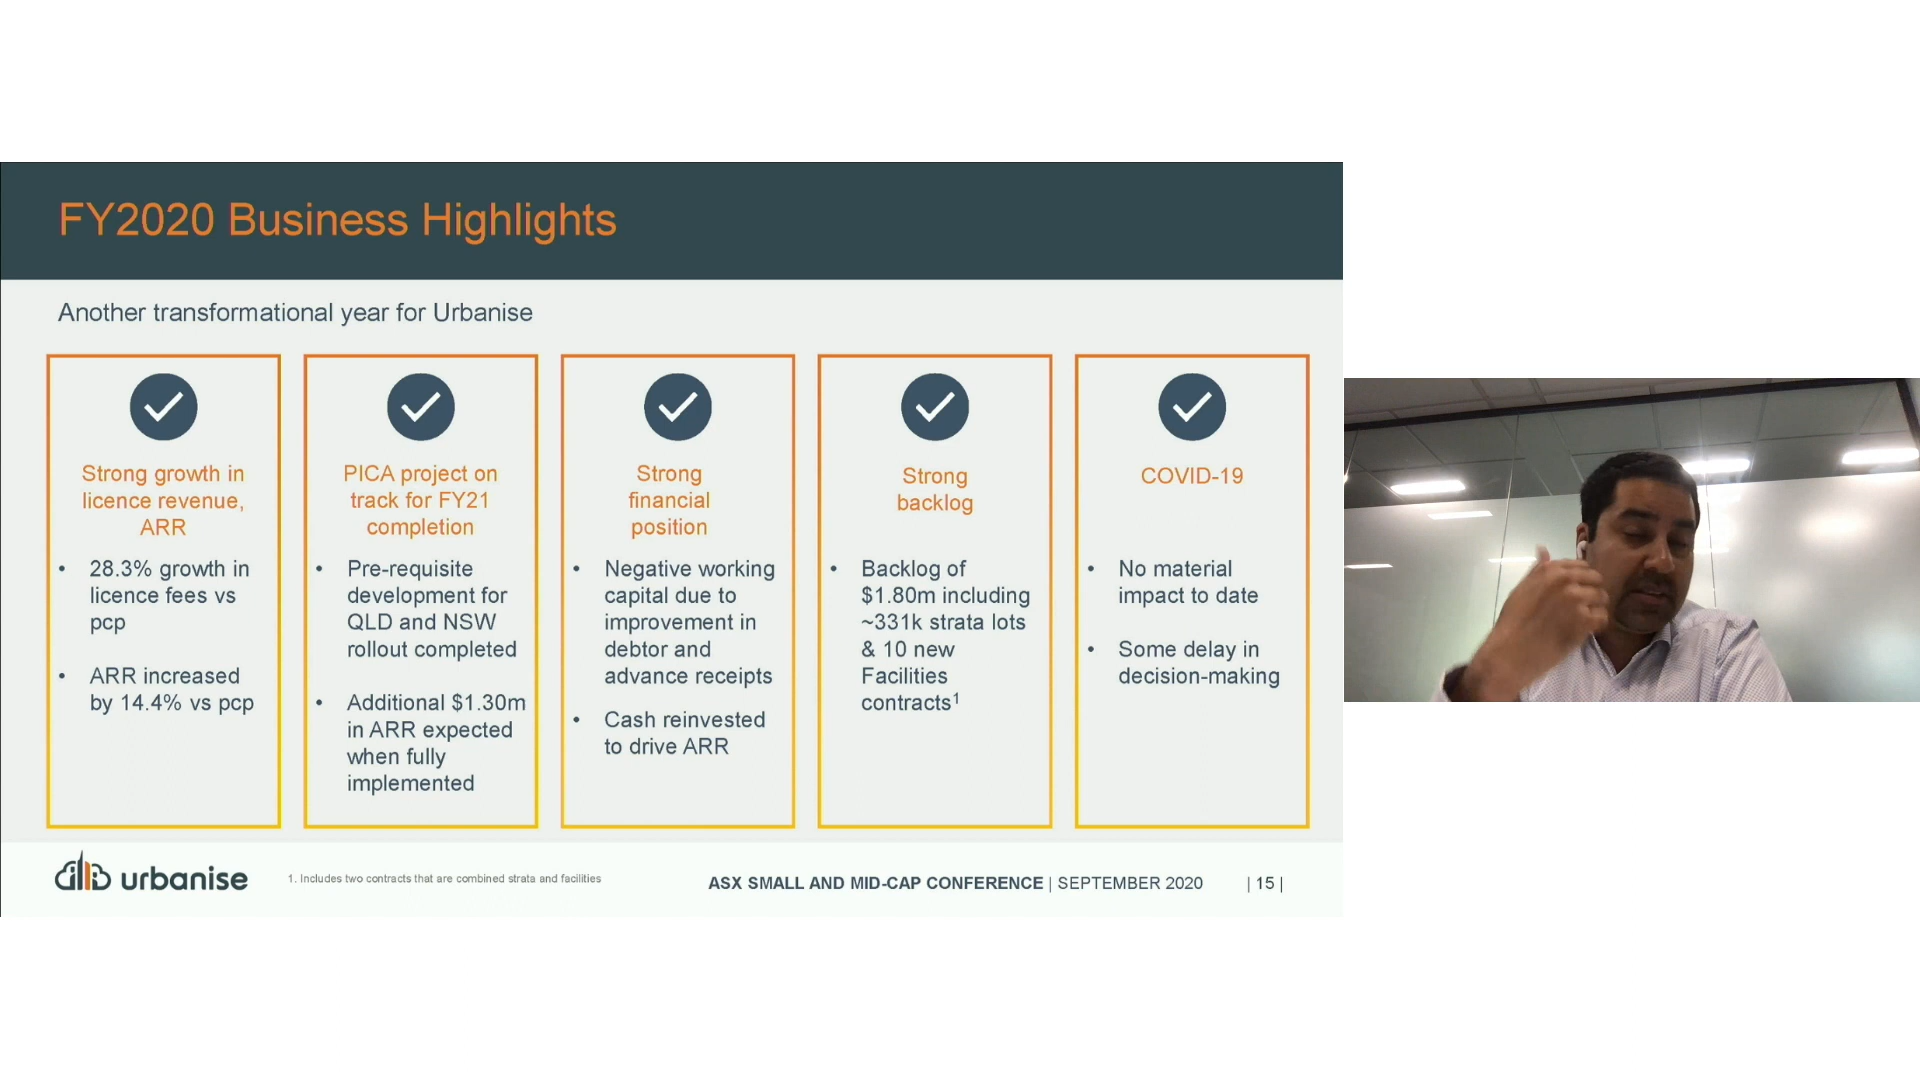 FY2020 Business Highlights
Another transformational year for Urbanise
Strong growth in
licence revenue,
ARR
• 28.3% growth in
licence fees vs
pcp
• ARR increased
by 14.4% vs pcp
PICA project on
track for FY21
completion
• Pre-requisite
development for
QLD and NSW
rollout completed
• Additional $1.30m
in ARR expected
when fully
implemented
Strong
financial
position
• Negative working
capital due to
improvement in
debtor and
advance receipts
• Cash reinvested
to drive ARR
Strong
backlog
• Backlog of
$1.80m including
~331k strata lots
& 10 new
Facilities
contracts¹
COVID-19
• No material
impact to date
• Some delay in
decision-making
urbanise
1. Includes two contracts that are combined strata and facilities
ASX SMALL AND MID-CAP CONFERENCE | SEPTEMBER 2020 | 15 |